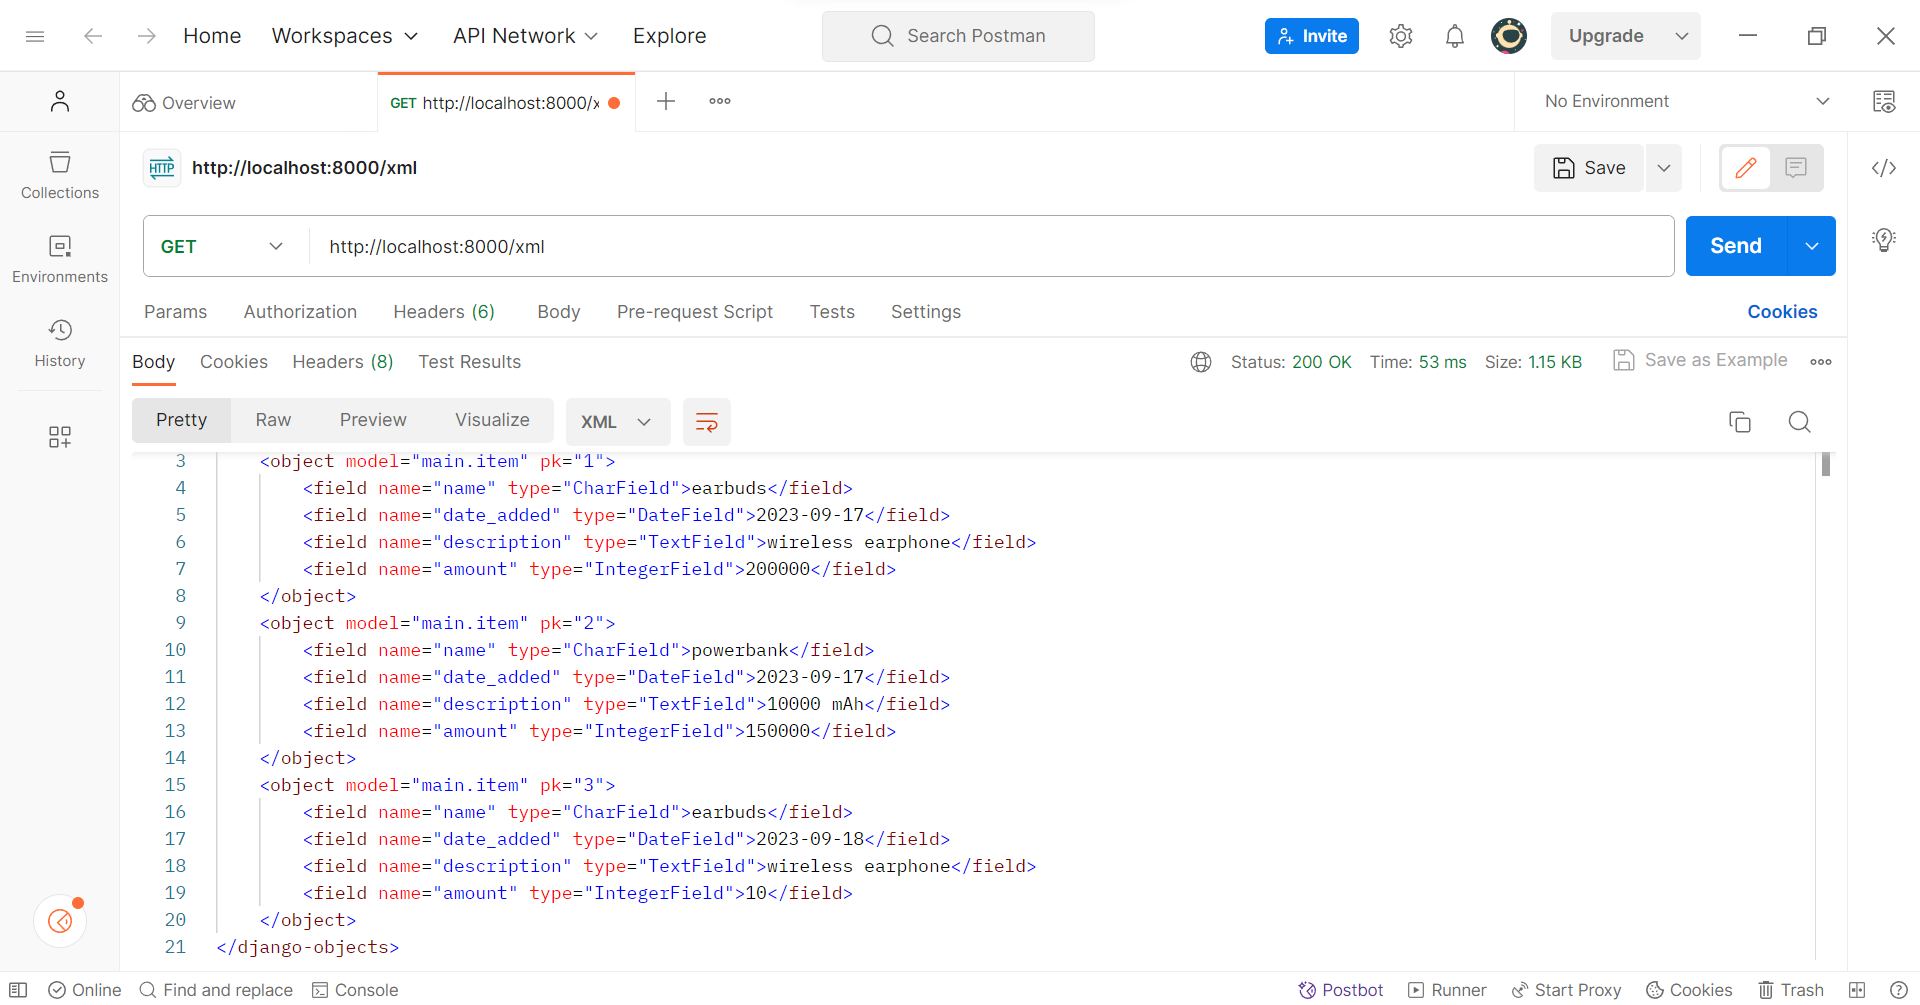 Home Workspaces API Network Explore Search Postman Invite Upgrade
Overview GET http://localhost:8000/x No Environment
HTTP http://localhost:8000/xml Save
Collections
Environments
History
GET http://localhost:8000/xml Send
Params Authorization Headers (6) Body Pre-request Script Tests Settings Cookies
Body Cookies Headers (8) Test Results Status: 200 OK Time: 53 ms Size: 1.15 KB Save as Example
Pretty Raw Preview Visualize XML
3 <object model="main.item" pk="1">
4 <field name="name" type="CharField">earbuds</field>
5 <field name="date_added" type="DateField">2023-09-17</field>
6 <field name="description" type="TextField">wireless earphone</field>
7 <field name="amount" type="IntegerField">200000</field>
8 </object>
9 <object model="main.item" pk="2">
10 <field name="name" type="CharField">powerbank</field>
11 <field name="date_added" type="DateField">2023-09-17</field>
12 <field name="description" type="TextField">10000 mAh</field>
13 <field name="amount" type="IntegerField">150000</field>
14 </object>
15 <object model="main.item" pk="3">
16 <field name="name" type="CharField">earbuds</field>
17 <field name="date_added" type="DateField">2023-09-18</field>
18 <field name="description" type="TextField">wireless earphone</field>
19 <field name="amount" type="IntegerField">10</field>
20 </object>
21 </django-objects>
Online Find and replace Console Postbot Runner Start Proxy Cookies Trash